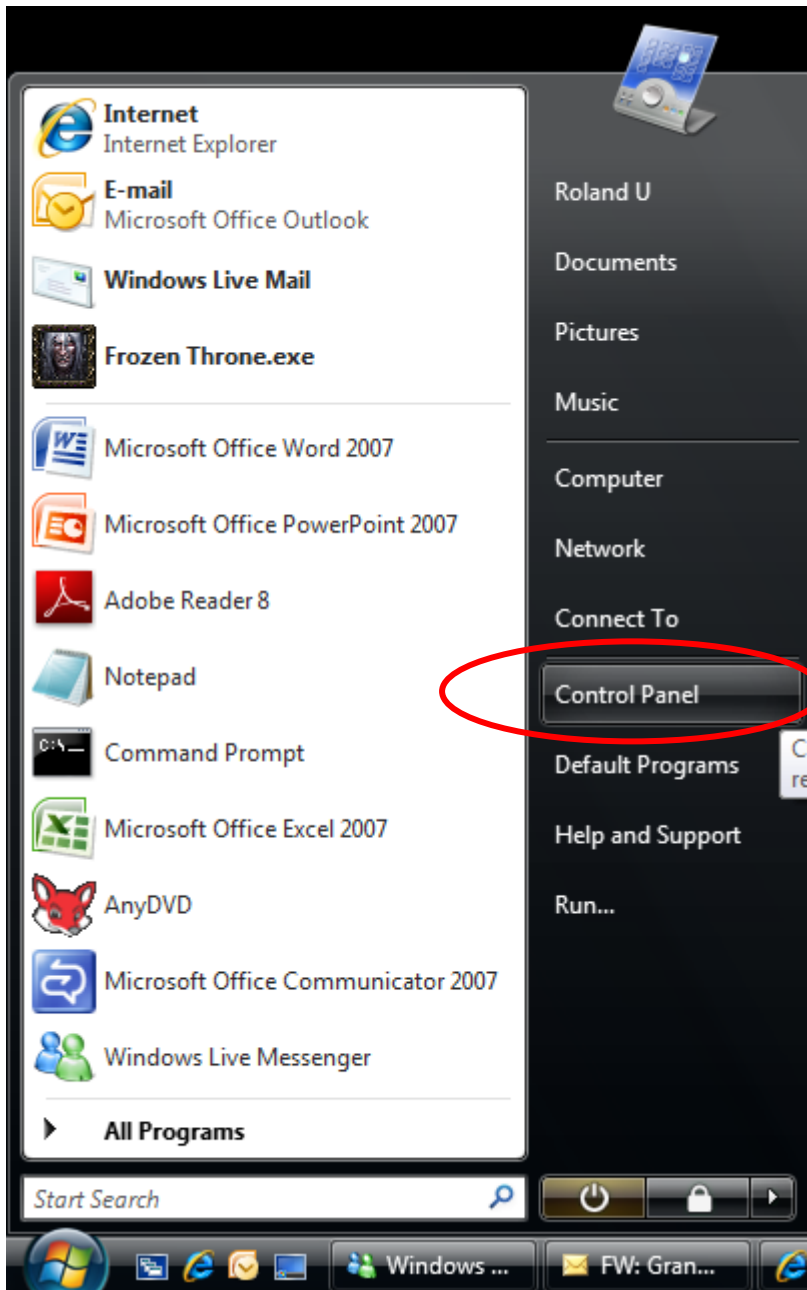 Internet
Internet Explorer
E-mail
Microsoft Office Outlook
Windows Live Mail
Frozen Throne.exe
Microsoft Office Word 2007
Microsoft Office PowerPoint 2007
Adobe Reader 8
Notepad
C:\
Command Prompt
Microsoft Office Excel 2007
AnyDVD
Microsoft Office Communicator 2007
Windows Live Messenger
All Programs
Start Search
Roland U
Documents
Pictures
Music
Computer
Network
Connect To
Control Panel
Default Programs
Help and Support
Run...
Windows ...
FW: Gran...